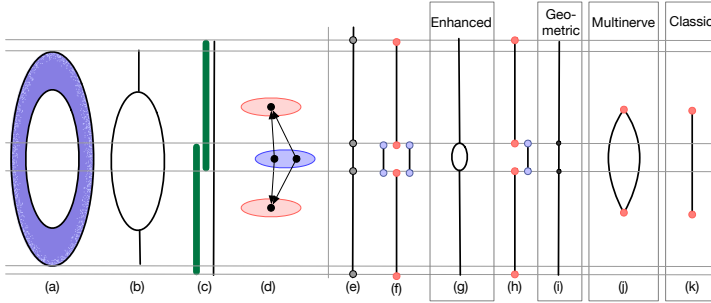 Enhanced
Geo-
metric
Multinerve
Classic
(a)
(b)
(c)
(d)
(e)
(f)
(g)
(h)
(i)
(j)
(k)